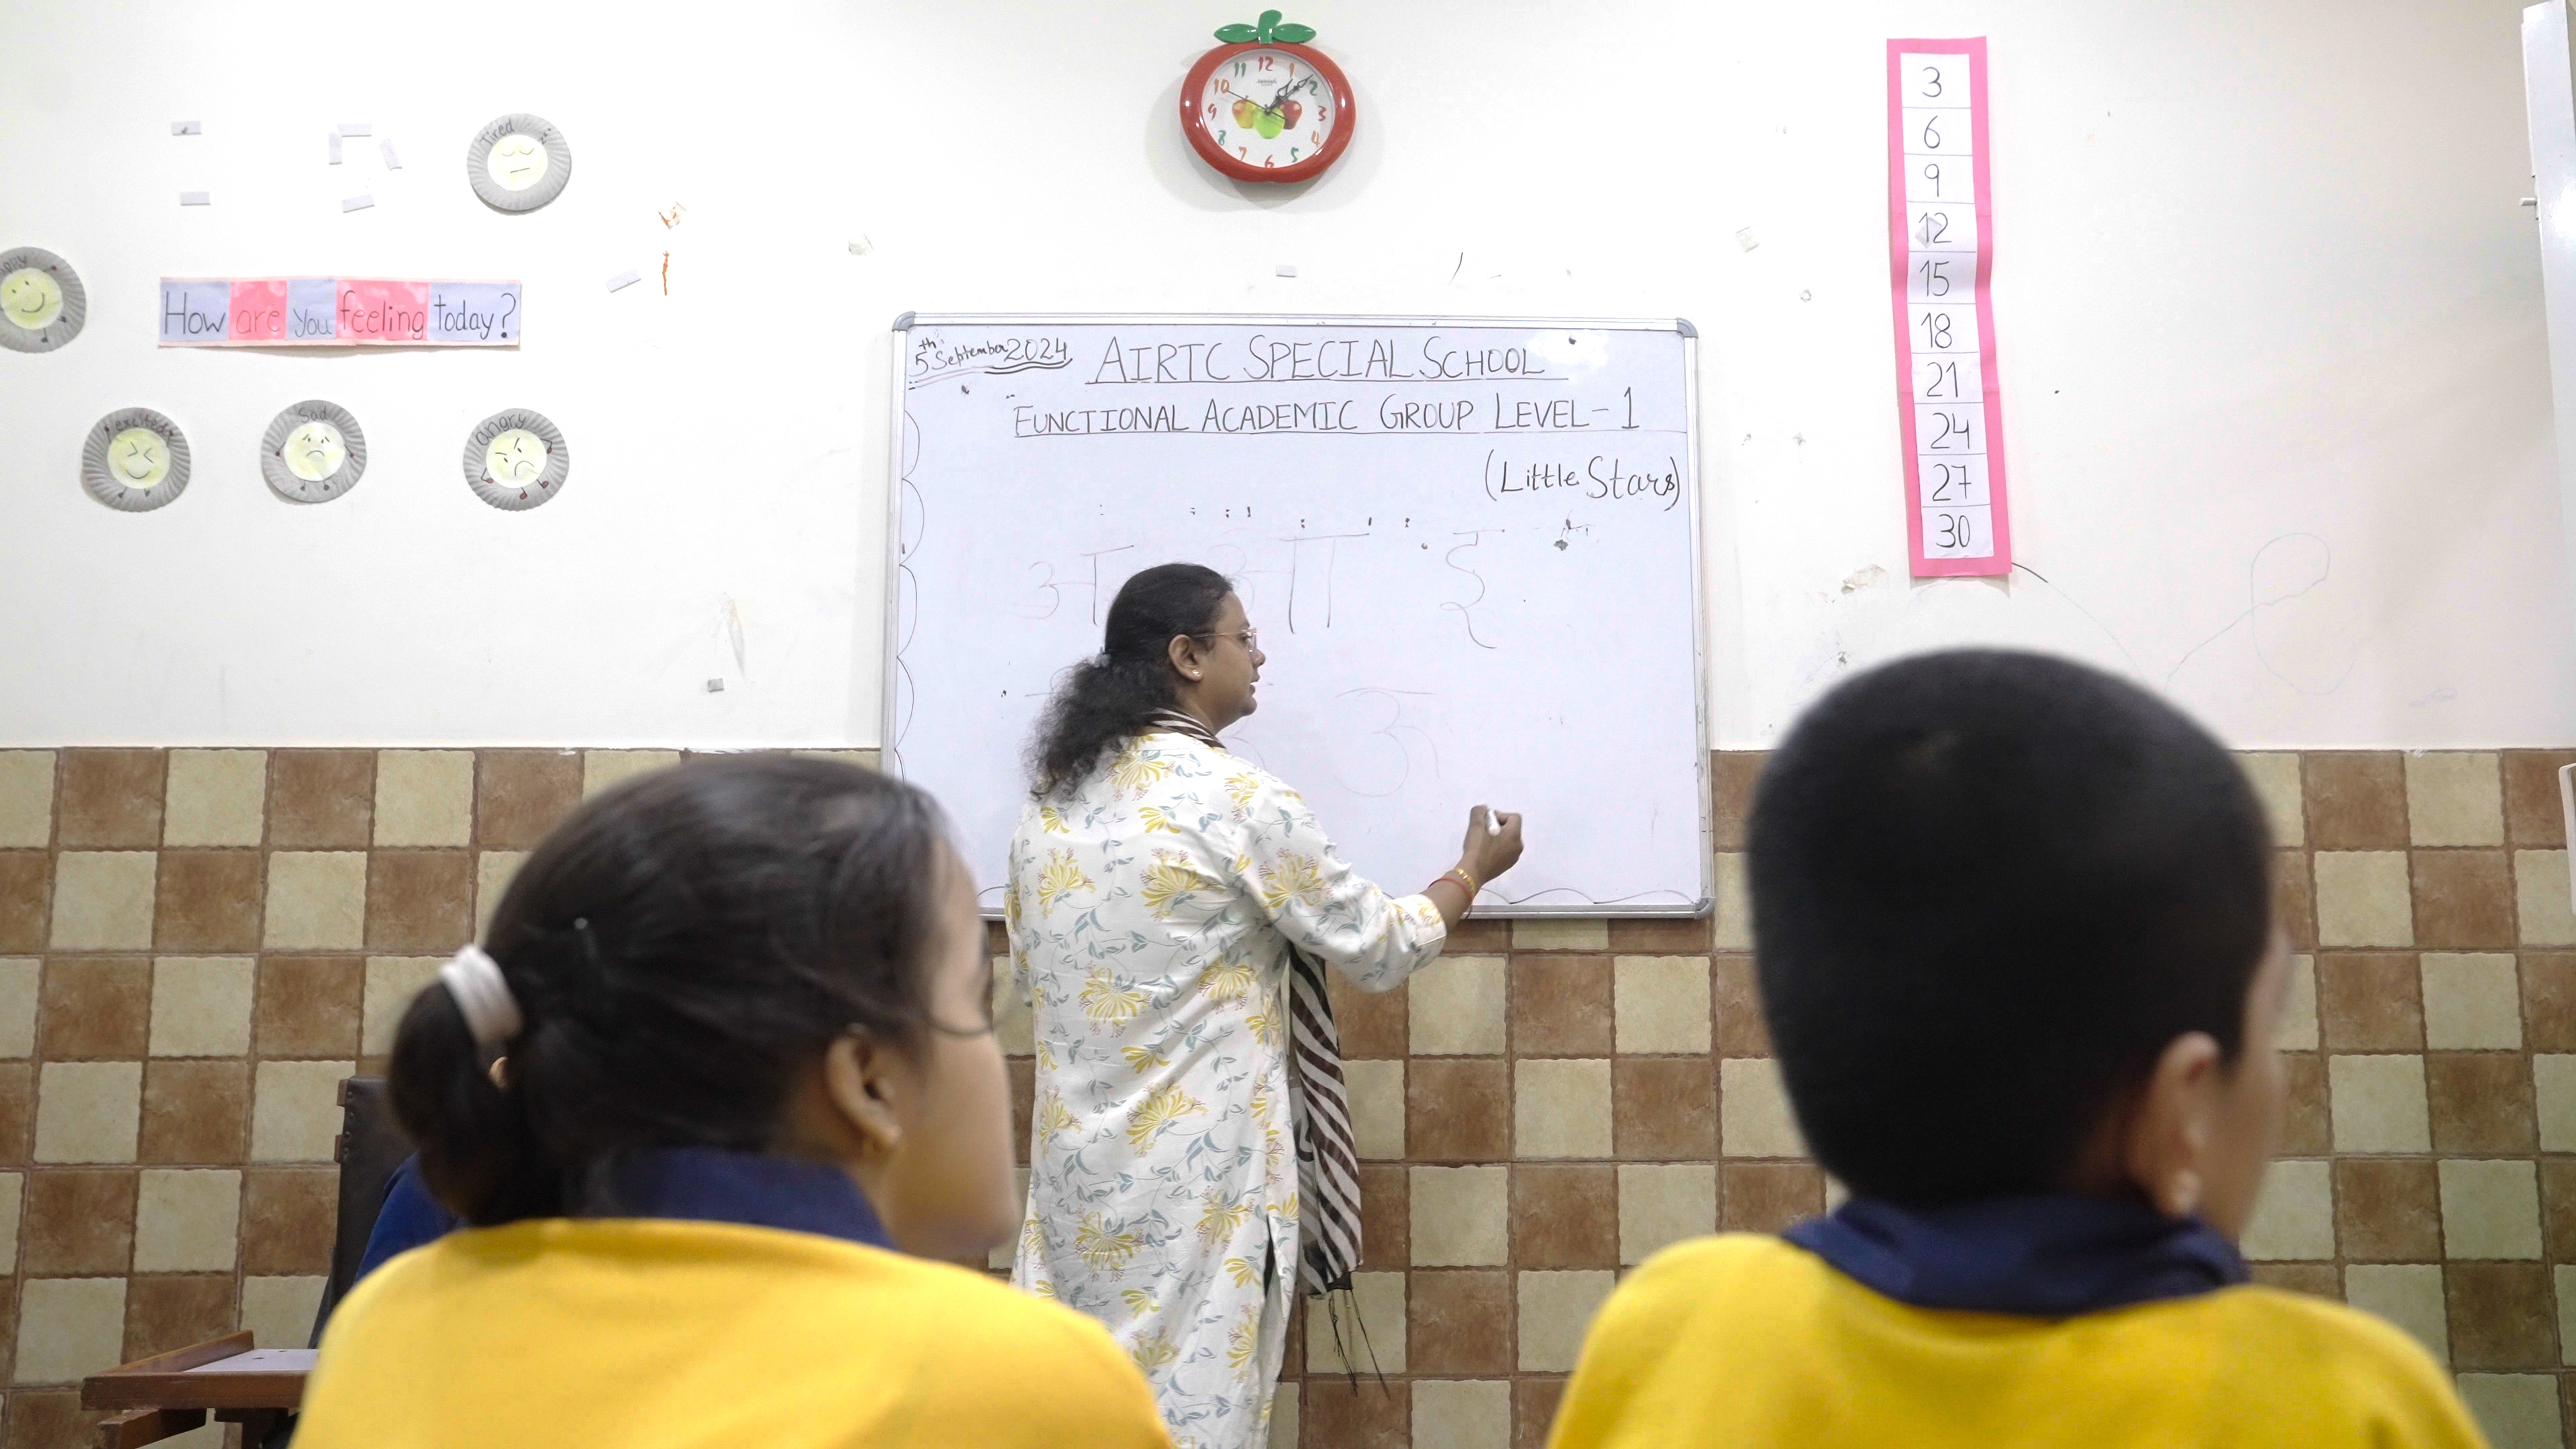 12
11 1
10 2
9 3
8 4
7 5
6
Tired
zzz
How are you feeling today?
excited
Sad
angry
5th September 2024
AIRTC SPECIAL SCHOOL
FUNCTIONAL ACADEMIC GROUP LEVEL-1
(Little Stars)
अ आ इ
3
6
9
12
15
18
21
24
27
30